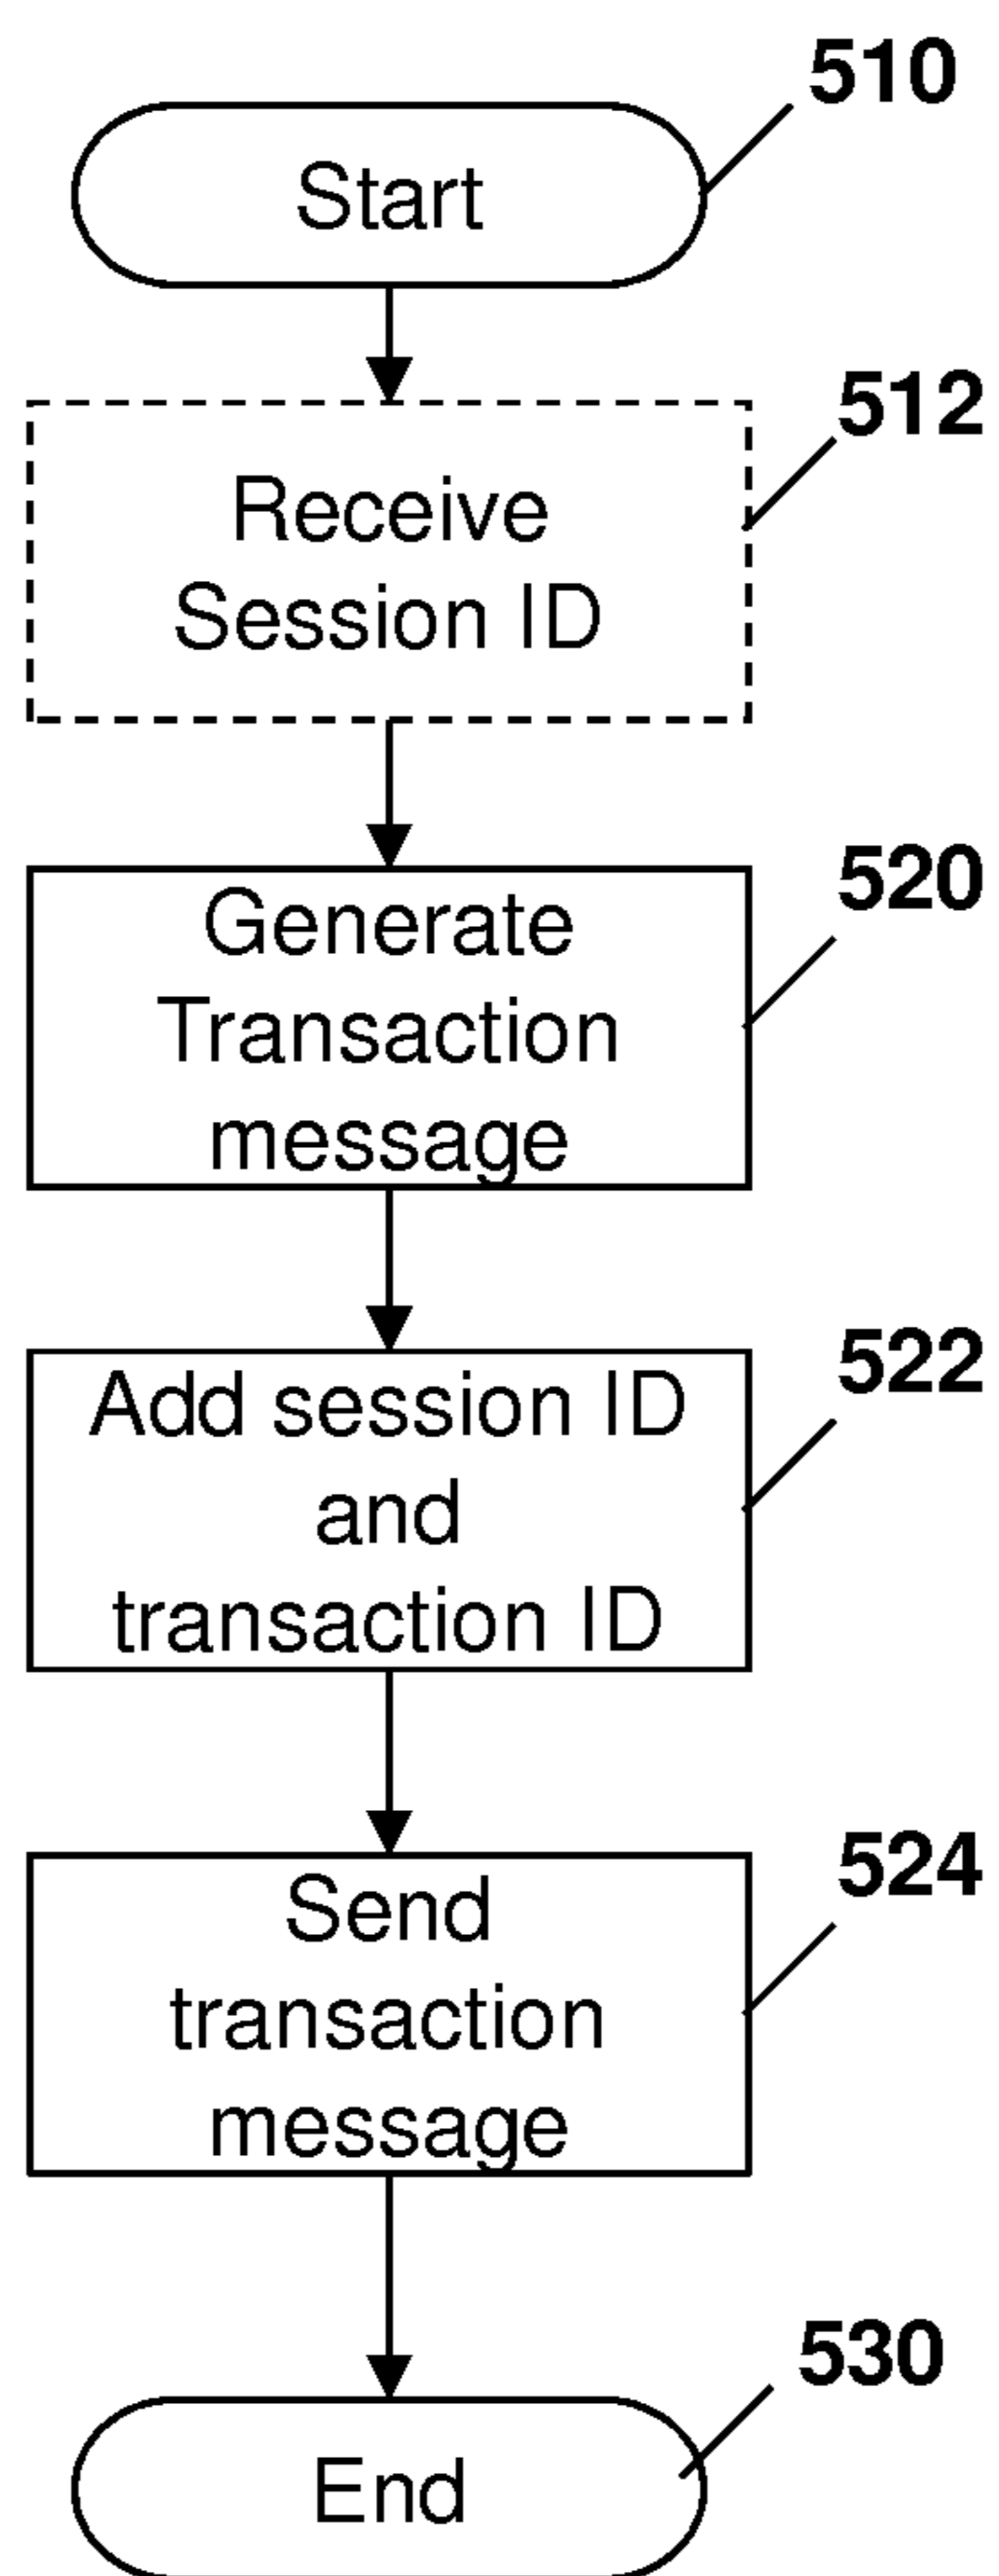 510
Start
512
Receive
Session ID
520
Generate
Transaction
message
522
Add session ID
and
transaction ID
524
Send
transaction
message
530
End